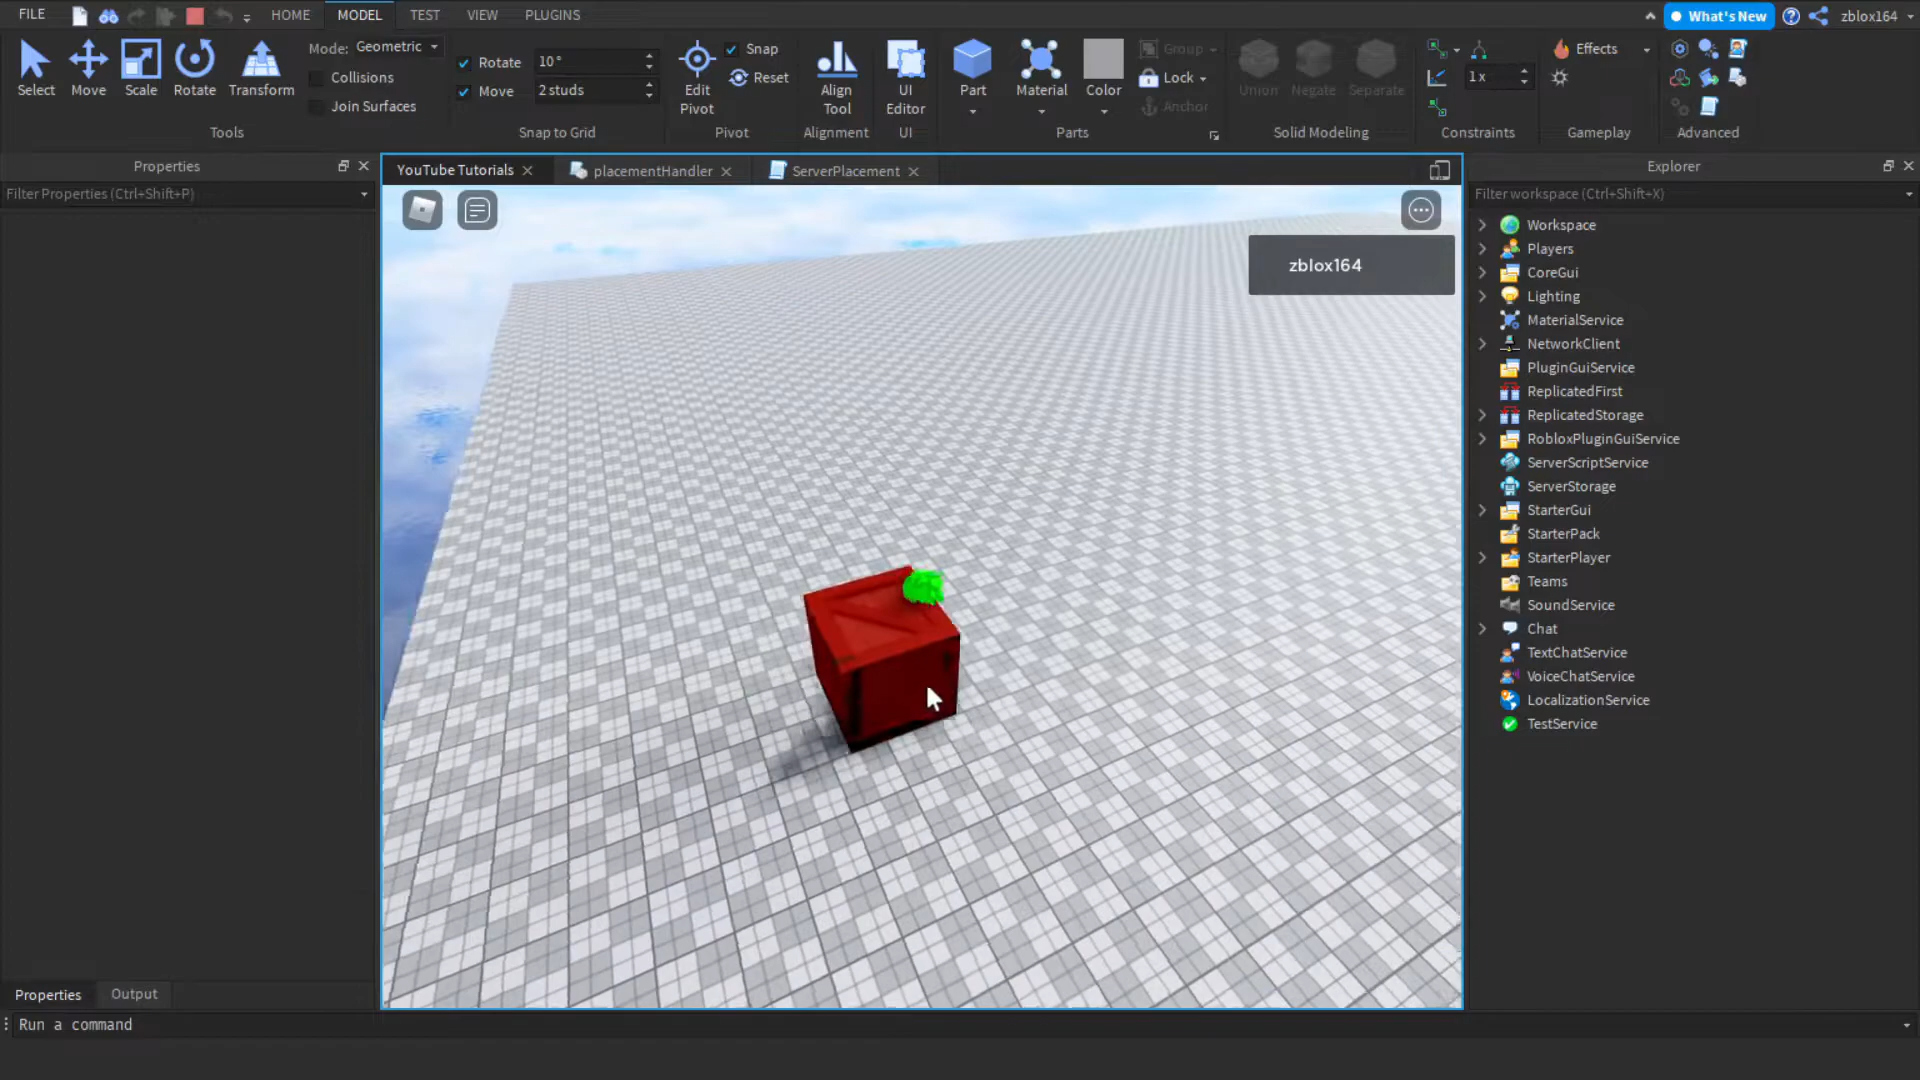 FILE
HOME
MODEL
TEST
VIEW
PLUGINS
What's New
zblox164
Select
Move
Scale
Rotate
Transform
Tools
Mode: Geometric
Collisions
Join Surfaces
Rotate 10°
Move 2 studs
Snap to Grid
Edit
Pivot
Snap
Reset
Pivot
Align
Tool
Alignment
UI
Editor
UI
Part
Material
Color
Group
Lock
Anchor
Parts
Union
Negate
Separate
Solid Modeling
1 x
Constraints
Effects
Gameplay
Advanced
Properties
Filter Properties (Ctrl+Shift+P)
YouTube Tutorials
placementHandler
ServerPlacement
zblox164
Explorer
Filter workspace (Ctrl+Shift+X)
Workspace
Players
CoreGui
Lighting
MaterialService
NetworkClient
PluginGuiService
ReplicatedFirst
ReplicatedStorage
RobloxPluginGuiService
ServerScriptService
ServerStorage
StarterGui
StarterPack
StarterPlayer
Teams
SoundService
Chat
TextChatService
VoiceChatService
LocalizationService
TestService
Properties
Output
Run a command